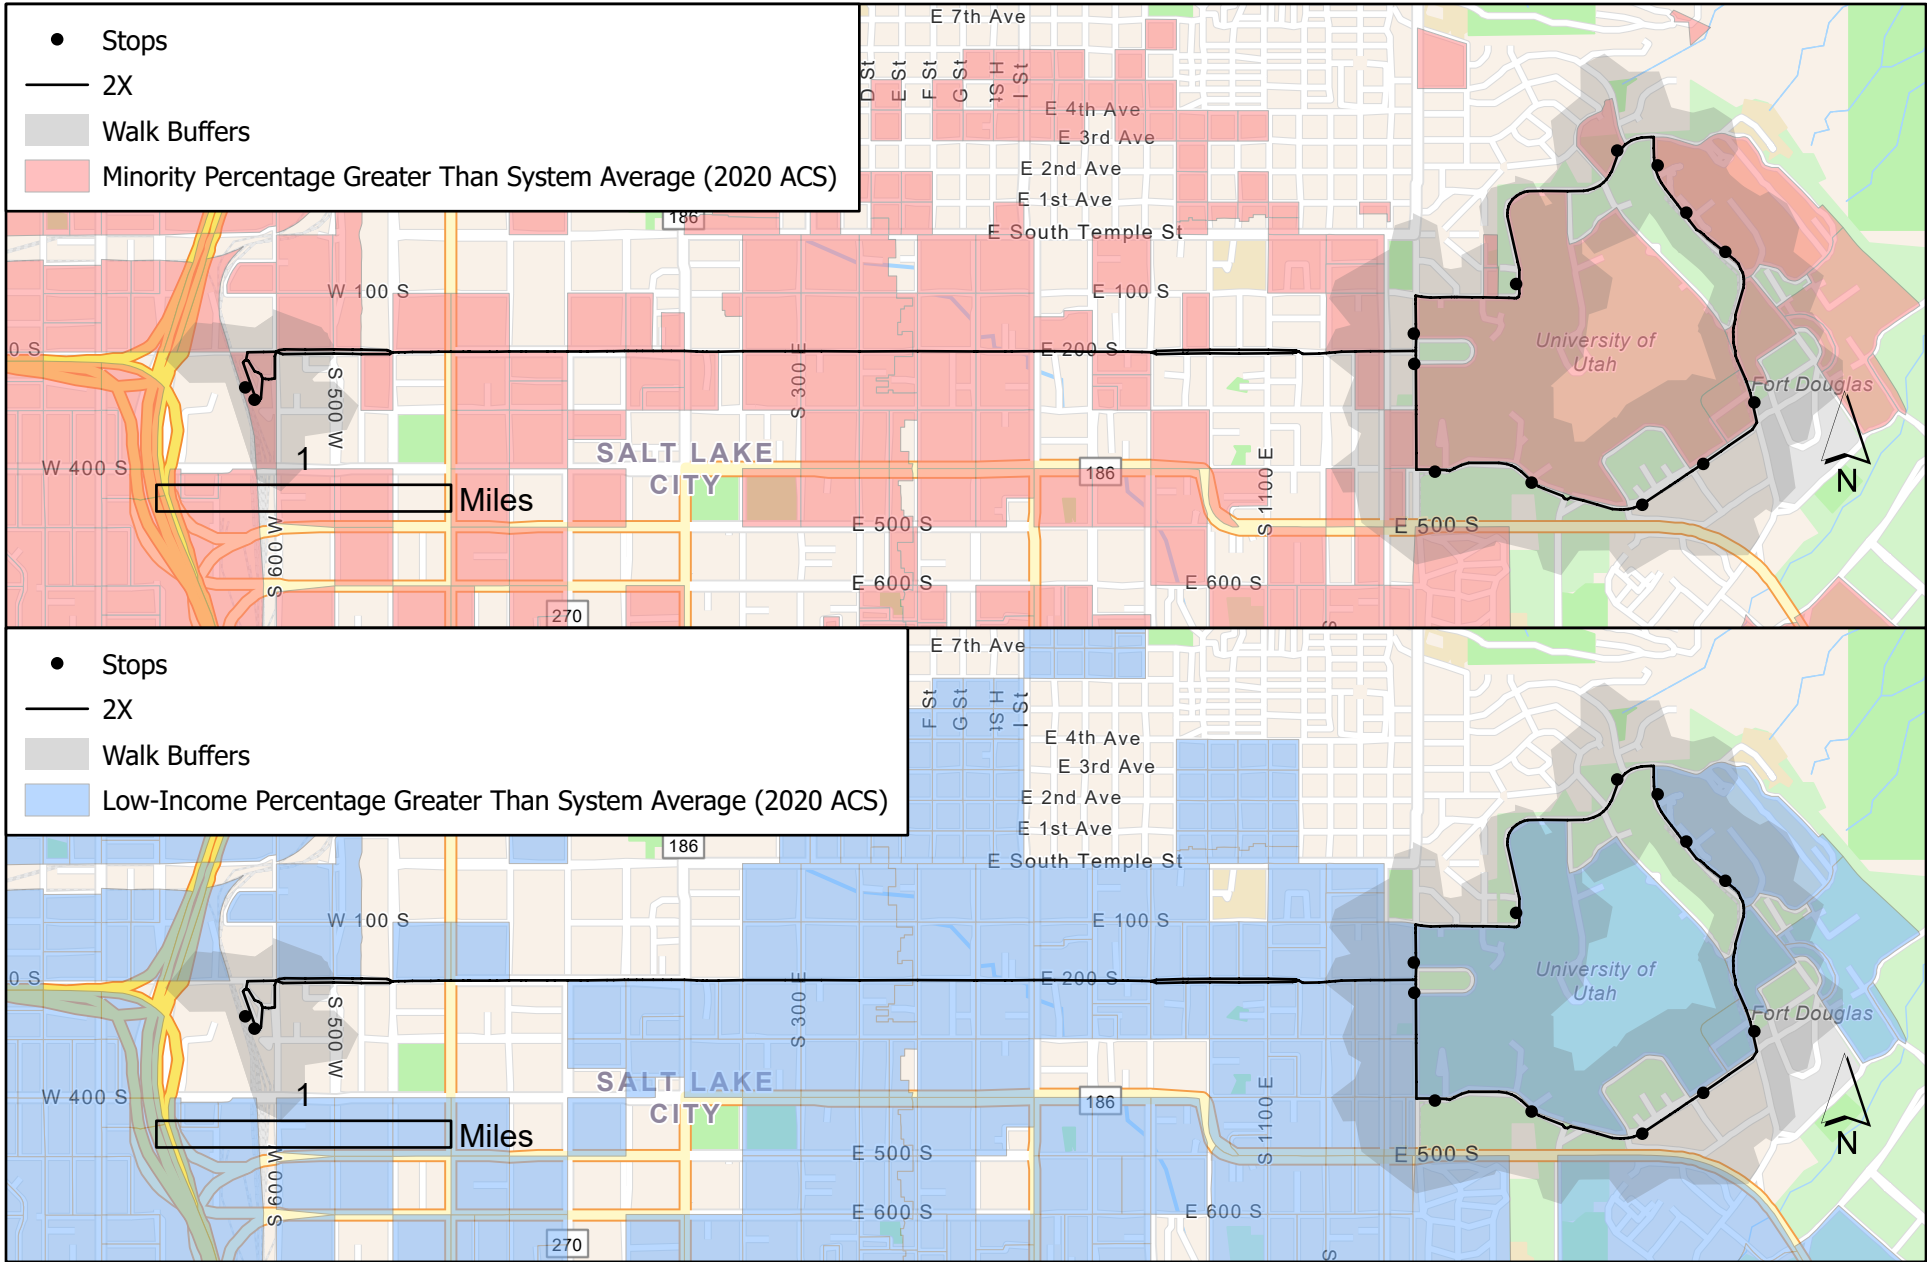 Stops
2X
Walk Buffers
Minority Percentage Greater Than System Average (2020 ACS)
E 7th Ave
D St
E St
F St
G St
H St
I St
E 4th Ave
E 3rd Ave
E 2nd Ave
E 1st Ave
186
E South Temple St
W 100 S
E 100 S
0 S
E 200 S
S 300 E
S 500 W
University of
Utah
Fort Douglas
1
Miles
W 400 S
SALT LAKE
CITY
186
S 1100 E
N
E 500 S
E 500 S
S 600 W
E 600 S
E 600 S
270
S
Stops
2X
Walk Buffers
Low-Income Percentage Greater Than System Average (2020 ACS)
E 7th Ave
F St
G St
H St
I St
E 4th Ave
E 3rd Ave
E 2nd Ave
E 1st Ave
186
E South Temple St
W 100 S
E 100 S
0 S
E 200 S
S 300 E
S 500 W
University of
Utah
Fort Douglas
1
Miles
W 400 S
SALT LAKE
CITY
186
S 1100 E
N
E 500 S
E 500 S
S 600 W
E 600 S
E 600 S
270
S